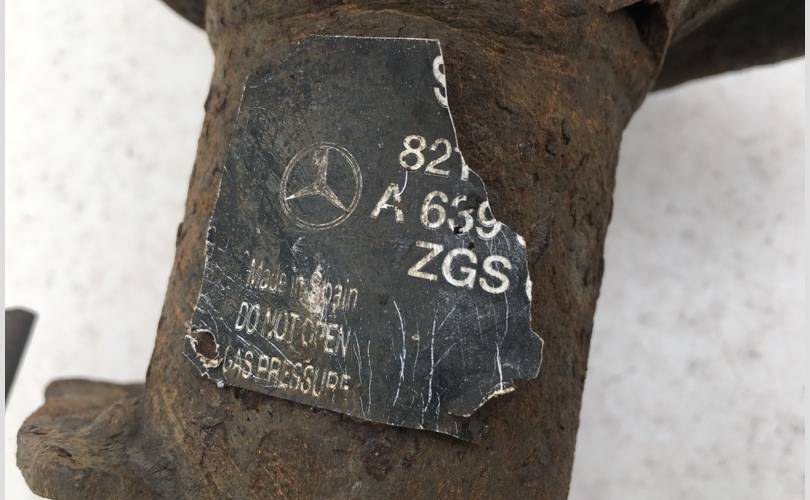 S
821
A 639
ZGS
Made in Spain
DO NOT OPEN
GAS PRESSURE